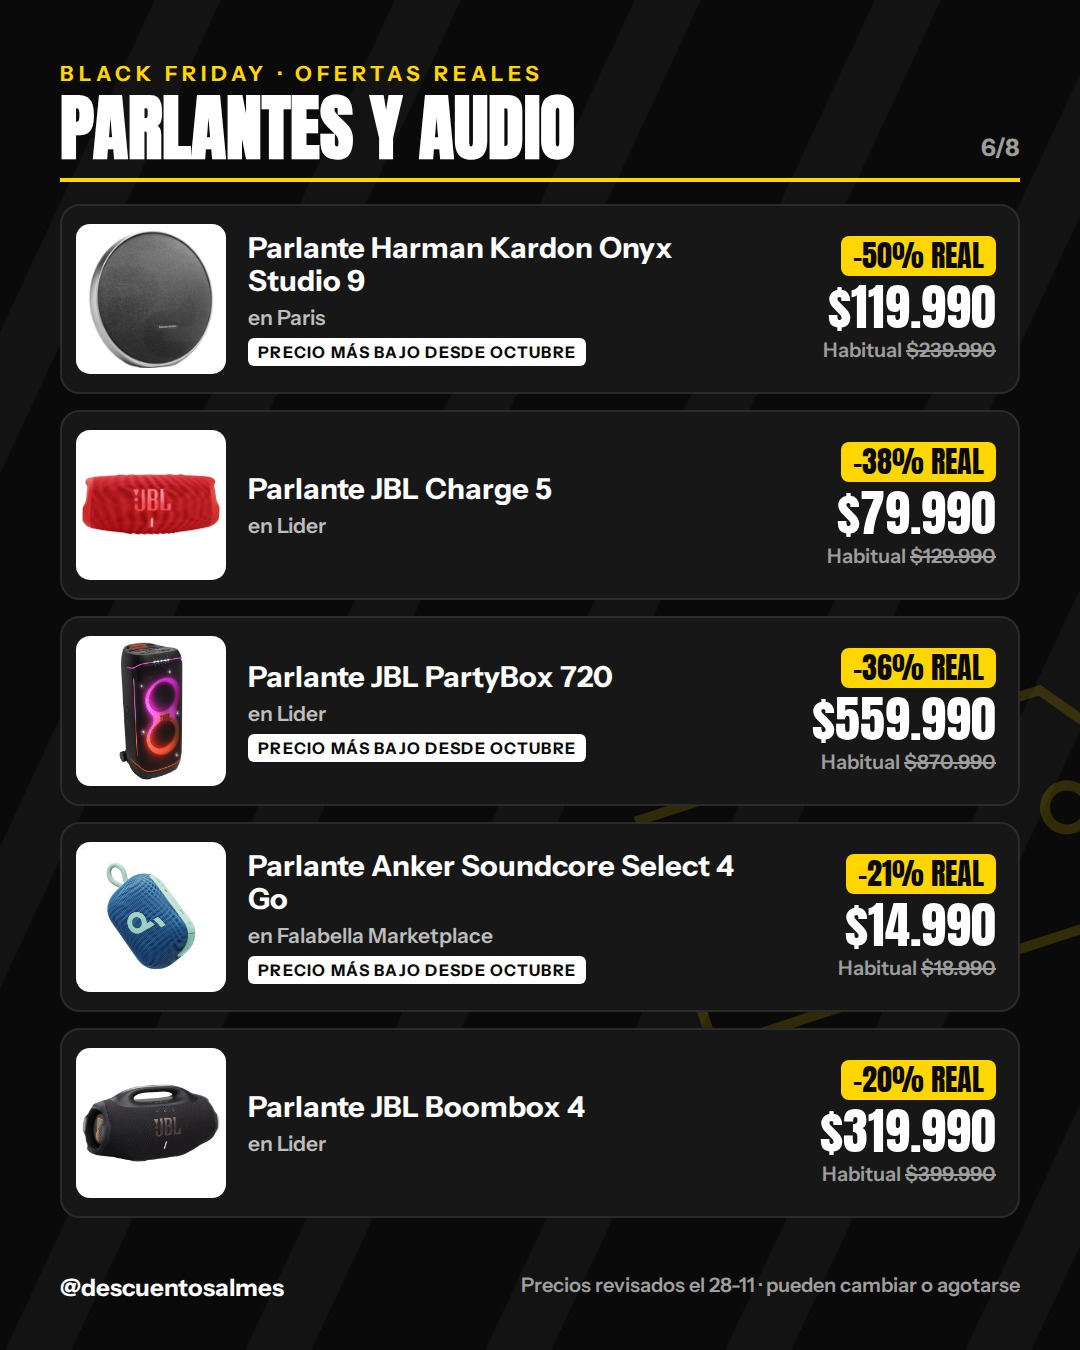 BLACK FRIDAY · OFERTAS REALES
PARLANTES Y AUDIO
6/8
Parlante Harman Kardon Onyx
Studio 9
en Paris
PRECIO MÁS BAJO DESDE OCTUBRE
-50% REAL
$119.990
Habitual $239.990
JBL
Parlante JBL Charge 5
en Lider
-38% REAL
$79.990
Habitual $129.990
Parlante JBL PartyBox 720
en Lider
PRECIO MÁS BAJO DESDE OCTUBRE
-36% REAL
$559.990
Habitual $870.990
Parlante Anker Soundcore Select 4
Go
en Falabella Marketplace
PRECIO MÁS BAJO DESDE OCTUBRE
-21% REAL
$14.990
Habitual $18.990
JBL
Parlante JBL Boombox 4
en Lider
-20% REAL
$319.990
Habitual $399.990
@descuentosalmes
Precios revisados el 28-11 · pueden cambiar o agotarse